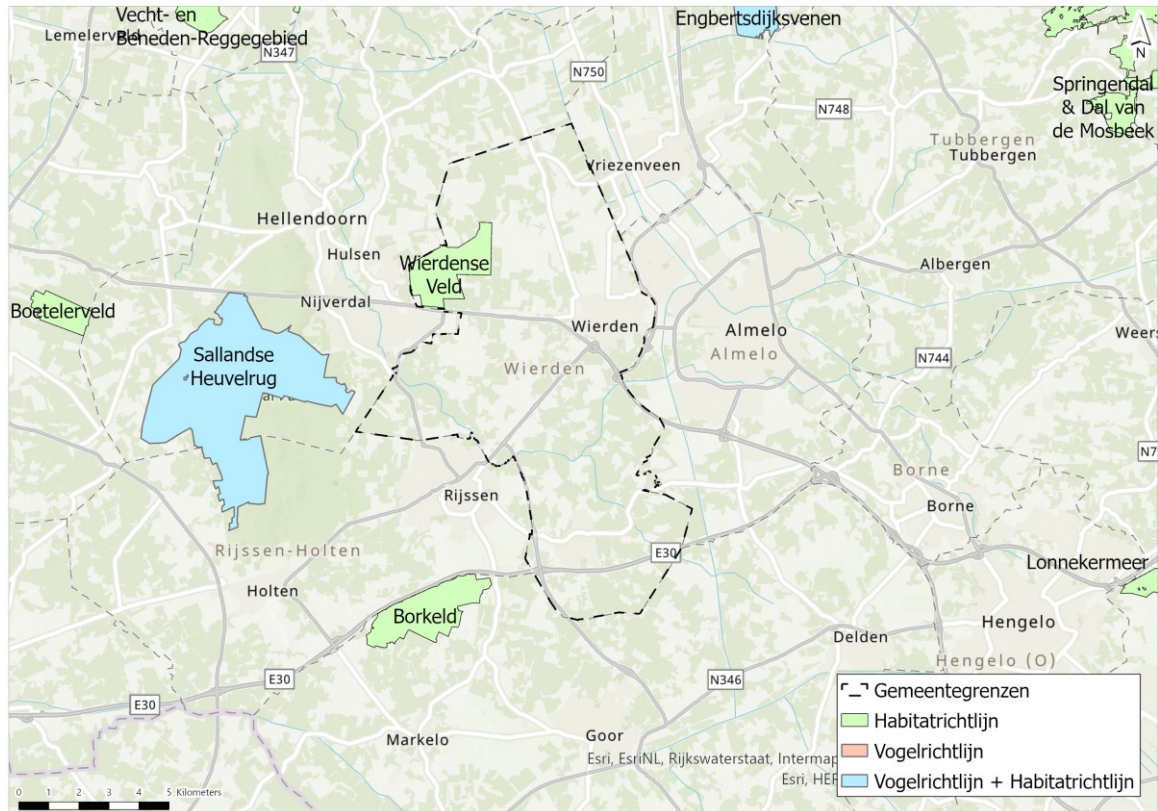 Vecht- en
Beneden-Reggegebied
Lemelerveld
N347
Engbertsdijksvenen
N
N750
N748
Springendal
& Dal van
de Mosbeek
Tubbergen
Tubbergen
Vriezenveen
Hellendoorn
Hulsen
Wierdense
Veld
Albergen
Boetelerveld
Nijverdal
Wierden
Almelo
Almelo
Weers
N744
Sallandse
Heuvelrug
Wierden
Borne
N7
Rijssen
Borne
Rijssen-Holten
E30
Lonnekermeer
Holten
Borkeld
Hengelo
Delden
Hengelo (O)
E30
N346
E30
Markelo
Goor
Esri, EsriNL, Rijkswaterstaat, Intermap
Esri, HER
Gemeentegrenzen
Habitatrichtlijn
Vogelrichtlijn
Vogelrichtlijn + Habitatrichtlijn
0 1 2 3 4 5 Kilometers